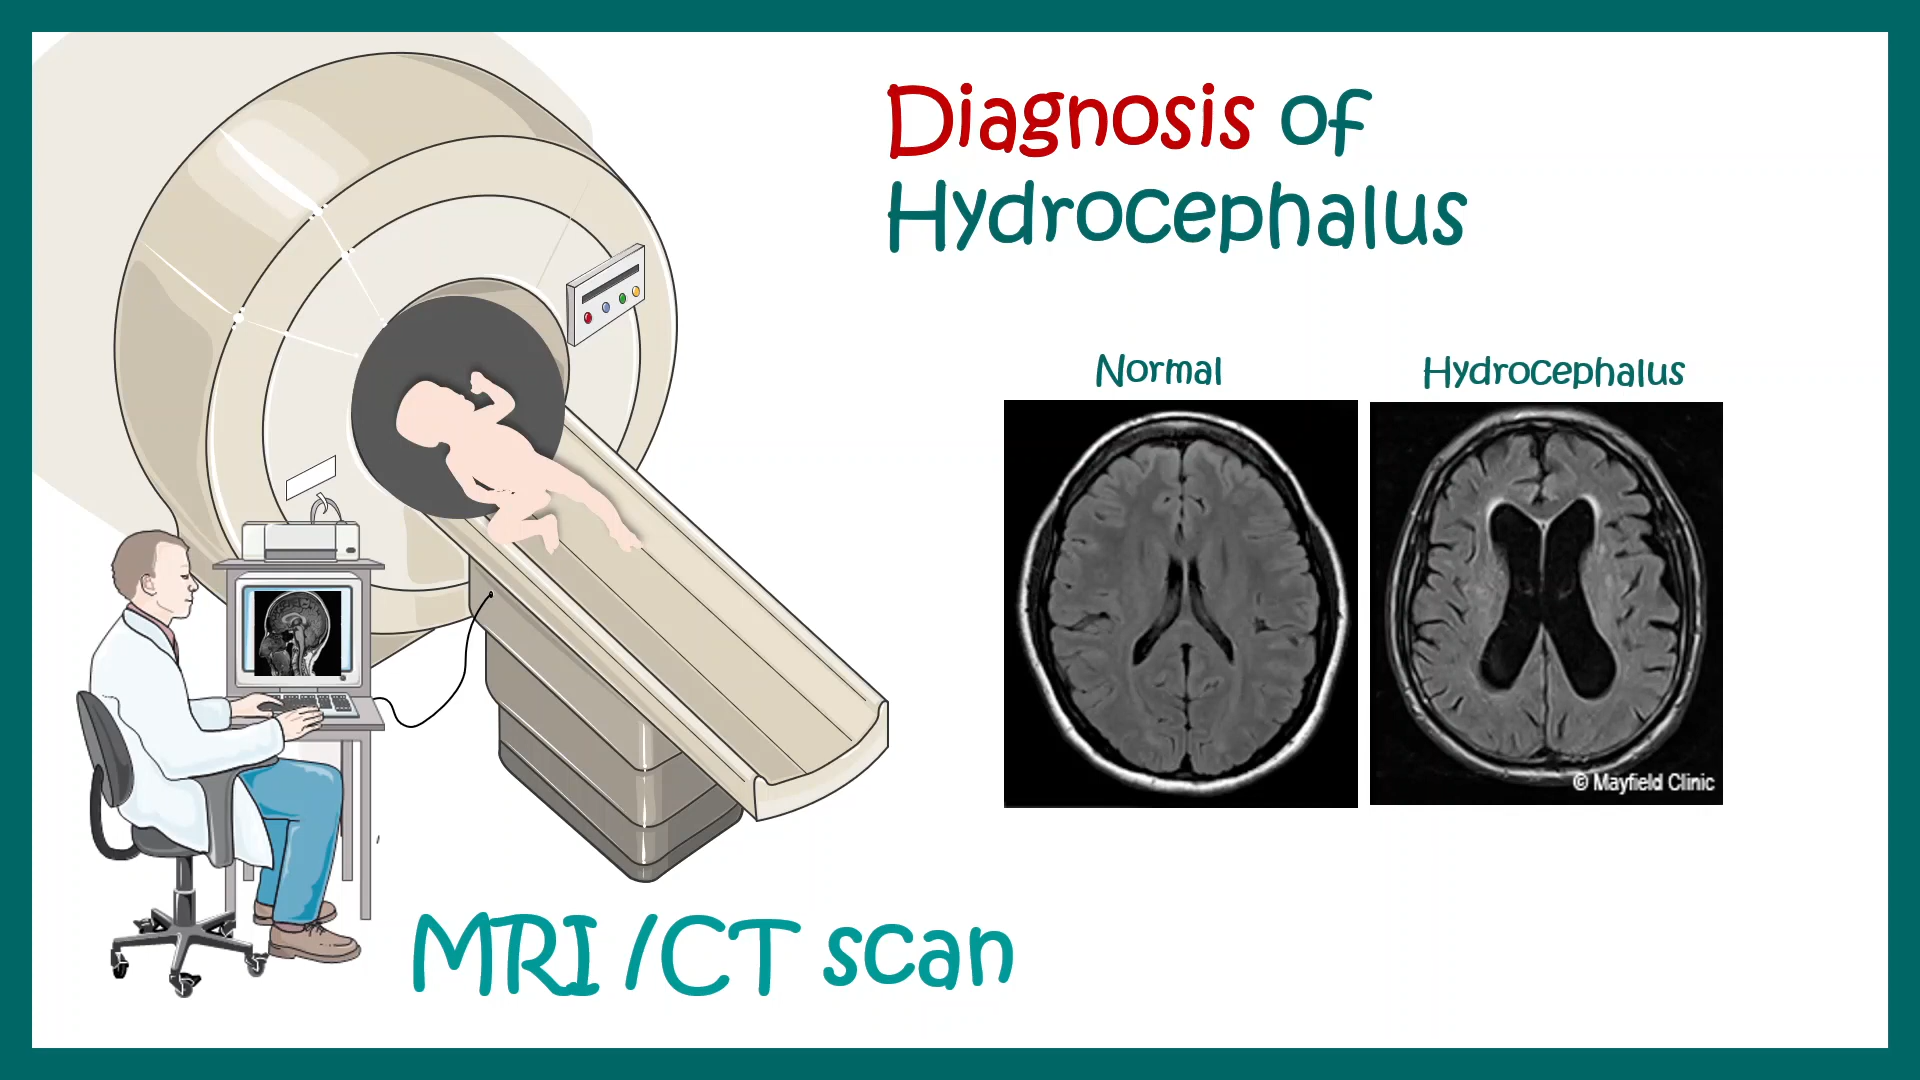 Diagnosis of
Hydrocephalus
Normal
Hydrocephalus
© Mayfield Clinic
MRI /CT scan